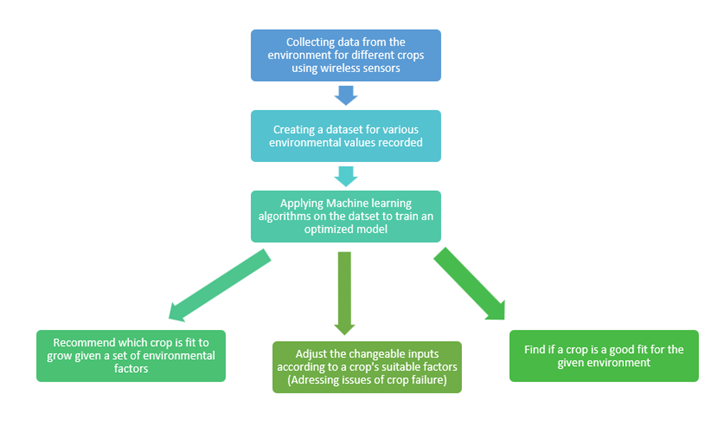 Collecting data from the
environment for different crops
using wireless sensors
Creating a dataset for various
environmental values recorded
Applying Machine learning
algorithms on the datset to train an
optimized model
Recommend which crop is fit to
grow given a set of environmental
factors
Adjust the changeable inputs
according to a crop's suitable factors
(Adressing issues of crop failure)
Find if a crop is a good fit for the
given environment